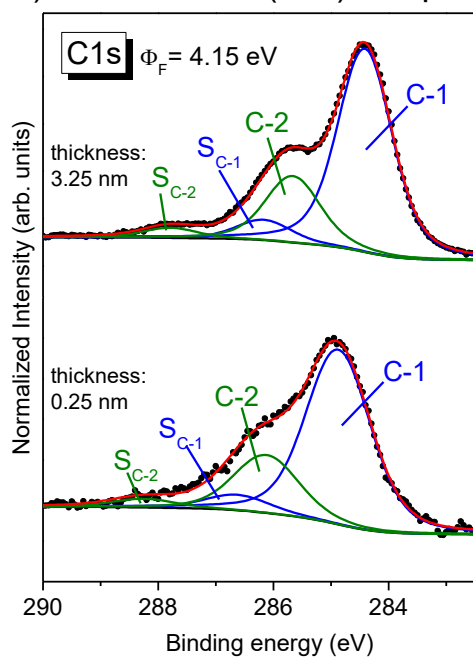 C1s Φ_F= 4.15 eV
C-1
C-2
thickness:
3.25 nm
S_C-1
S_C-2
thickness:
0.25 nm
C-1
C-2
S_C-1
S_C-2
Normalized Intensity (arb. units)
290 288 286 284
Binding energy (eV)